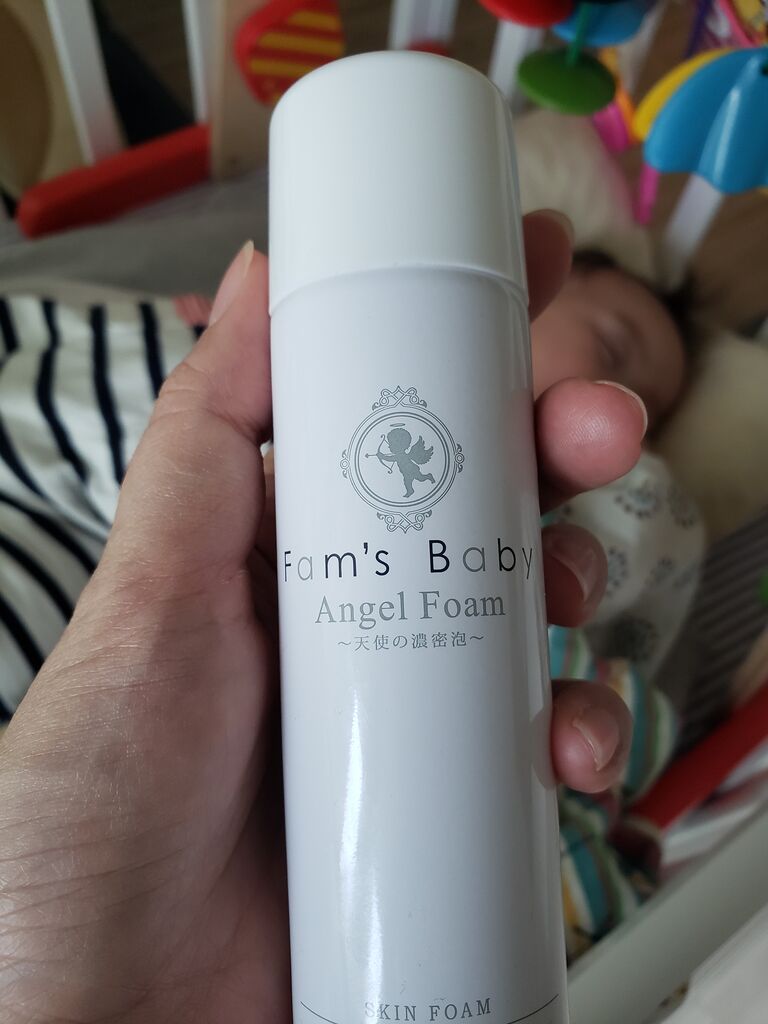 Fam's Baby
Angel Foam
～天使の濃密泡～
SKIN FOAM